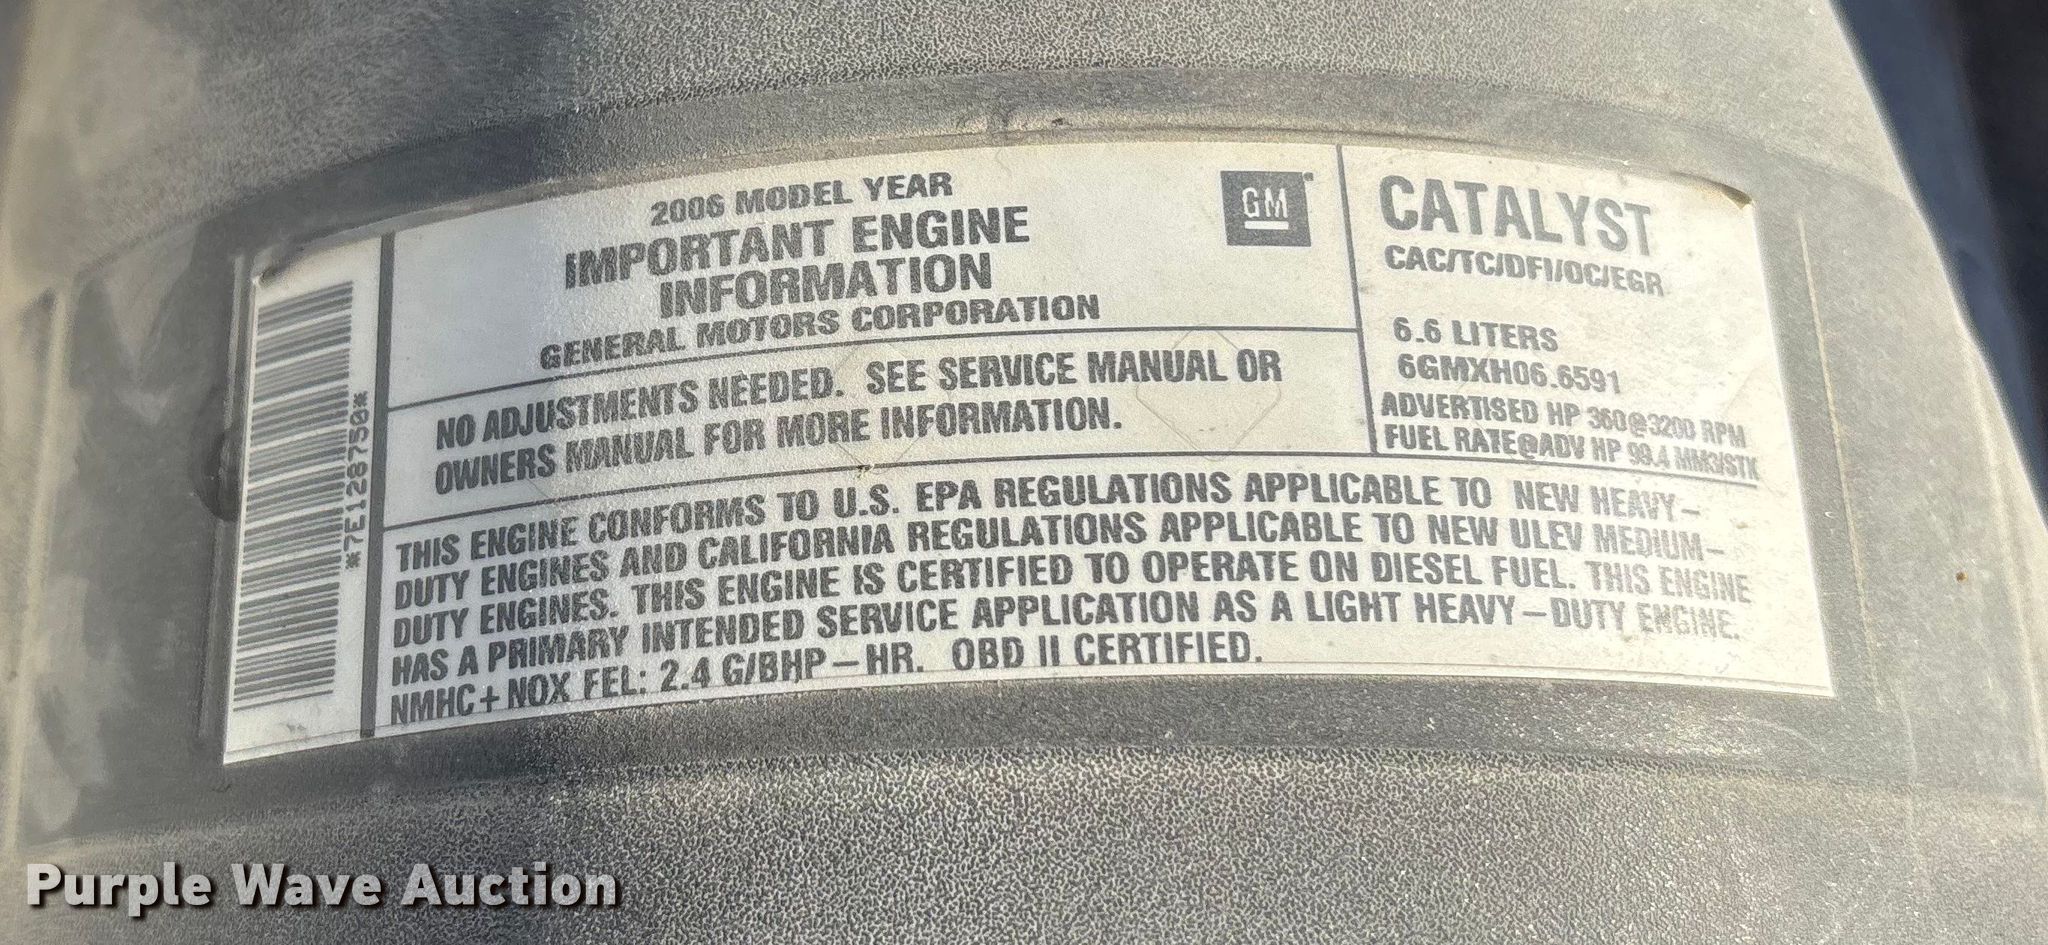 2006 MODEL YEAR
IMPORTANT ENGINE
INFORMATION
GENERAL MOTORS CORPORATION
GM
NO ADJUSTMENTS NEEDED. SEE SERVICE MANUAL OR
OWNERS MANUAL FOR MORE INFORMATION.
CATALYST
CAC/TC/DFI/OC/EGR
6.6 LITERS
6GMXH06.6591
ADVERTISED HP 360@3200 RPM
FUEL RATE@ADV HP 99.4 MM3/STK
THIS ENGINE CONFORMS TO U.S. EPA REGULATIONS APPLICABLE TO NEW HEAVY-
DUTY ENGINES AND CALIFORNIA REGULATIONS APPLICABLE TO NEW ULEV MEDIUM-
DUTY ENGINES. THIS ENGINE IS CERTIFIED TO OPERATE ON DIESEL FUEL. THIS ENGINE
HAS A PRIMARY INTENDED SERVICE APPLICATION AS A LIGHT HEAVY-DUTY ENGINE.
NMHC+NOX FEL: 2.4 G/BHP-HR. OBD II CERTIFIED.
*7E128750*
Purple Wave Auction